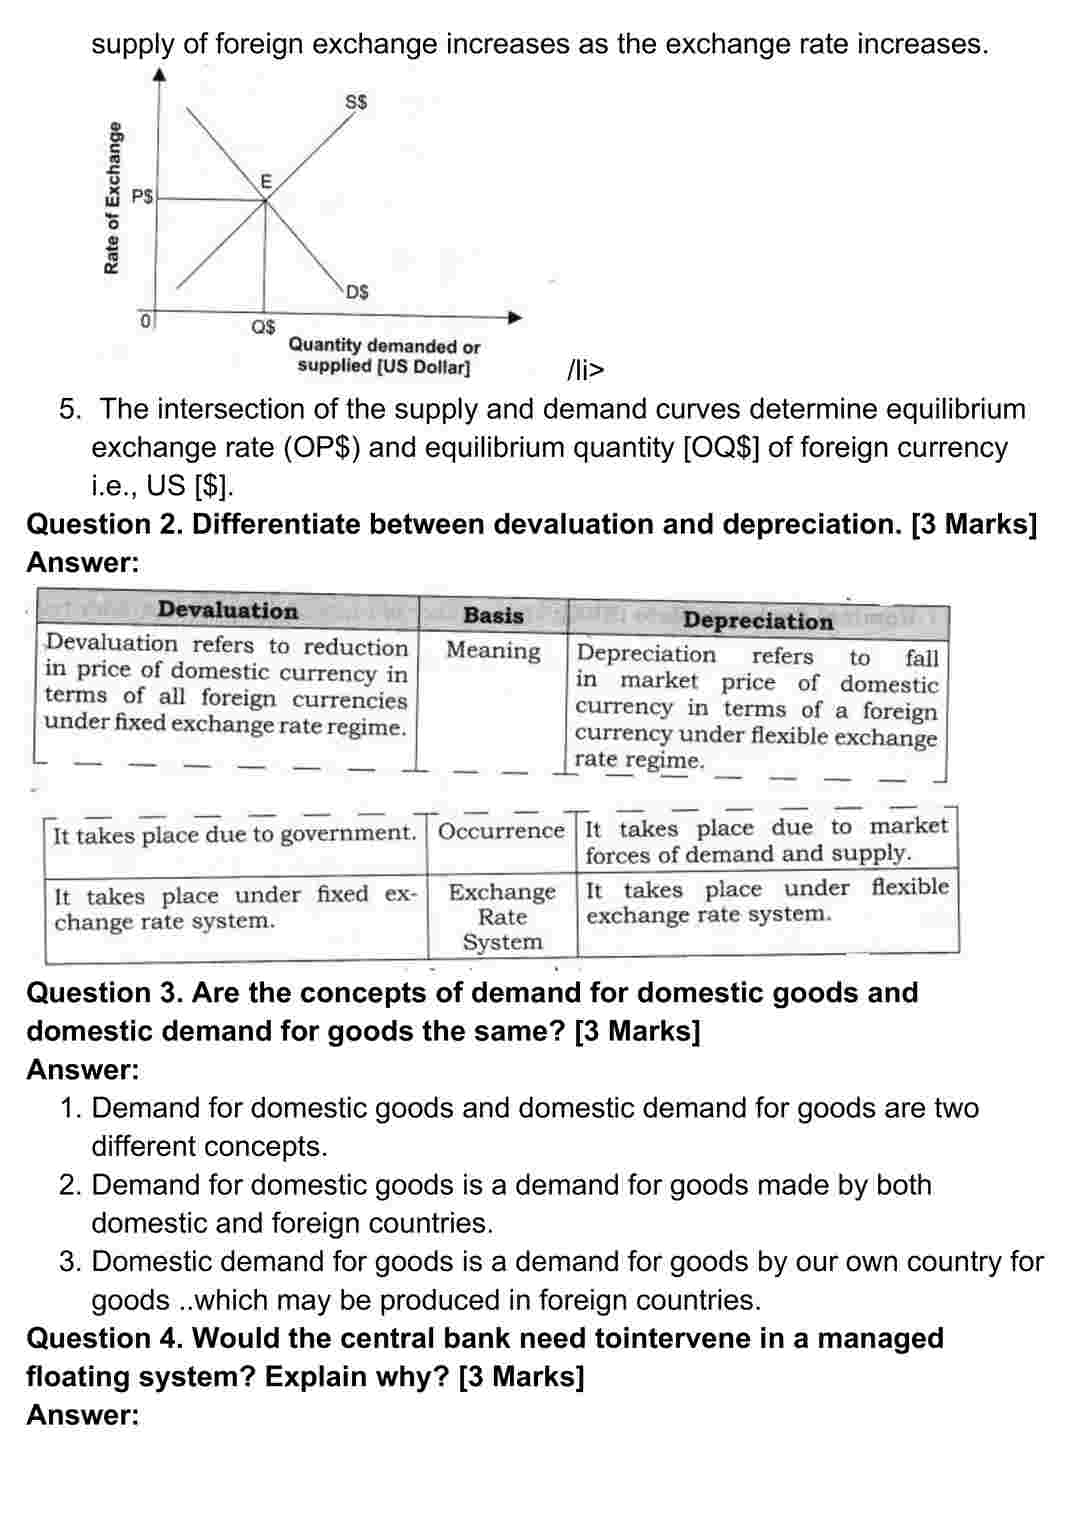 supply of foreign exchange increases as the exchange rate increases.
S$
Rate of Exchange
E
P$
D$
0
Q$
Quantity demanded or
supplied [US Dollar]
/li>
5. The intersection of the supply and demand curves determine equilibrium
exchange rate (OP$) and equilibrium quantity [OQ$] of foreign currency
i.e., US [$].
Question 2. Differentiate between devaluation and depreciation. [3 Marks]
Answer:
Devaluation Basis Depreciation
Devaluation refers to reduction
in price of domestic currency in
terms of all foreign currencies
under fixed exchange rate regime.
Meaning
Depreciation refers to fall
in market price of domestic
currency in terms of a foreign
currency under flexible exchange
rate regime.
It takes place due to government.
Occurrence
It takes place due to market
forces of demand and supply.
It takes place under fixed ex-
change rate system.
Exchange
Rate
System
It takes place under flexible
exchange rate system.
Question 3. Are the concepts of demand for domestic goods and
domestic demand for goods the same? [3 Marks]
Answer:
1. Demand for domestic goods and domestic demand for goods are two
different concepts.
2. Demand for domestic goods is a demand for goods made by both
domestic and foreign countries.
3. Domestic demand for goods is a demand for goods by our own country for
goods ..which may be produced in foreign countries.
Question 4. Would the central bank need tointervene in a managed
floating system? Explain why? [3 Marks]
Answer: